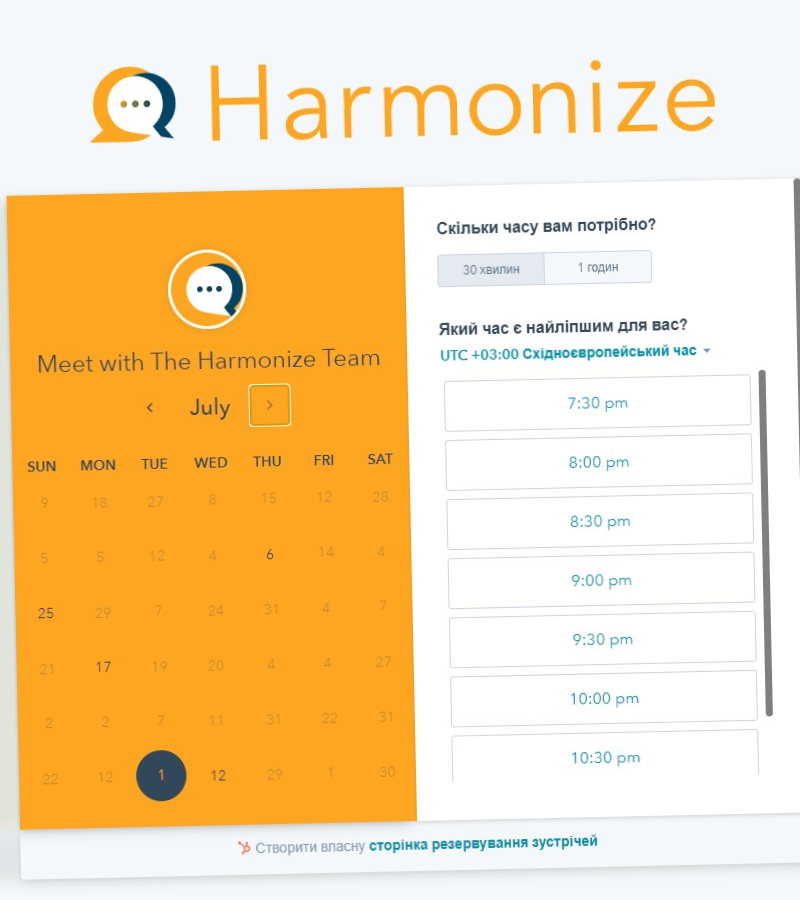 Harmonize
Meet with The Harmonize Team
July
SUN MON TUE WED THU FRI SAT
9 18 27 8 15 12 28
5 5 12 4 6 14 4
25 29 7 24 31 4 7
21 17 19 20 4 4 27
2 2 7 11 31 22 31
22 12 1 12 29 1 30
Скільки часу вам потрібно?
30 хвилин 1 годин
Який час є найліпшим для вас?
UTC +03:00 Східноєвропейський час
7:30 pm
8:00 pm
8:30 pm
9:00 pm
9:30 pm
10:00 pm
10:30 pm
Створити власну сторінка резервування зустрічей